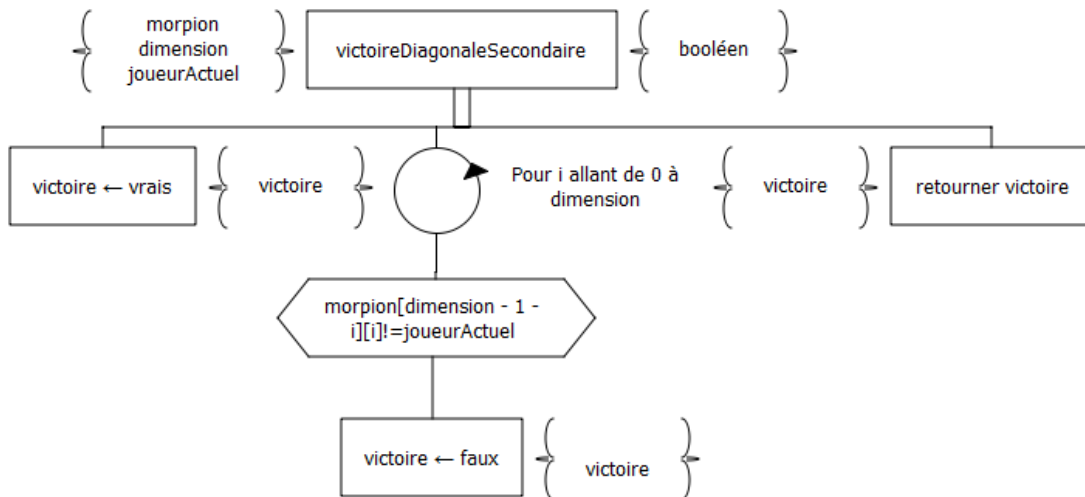 morpion
dimension
joueurActuel
victoireDiagonaleSecondaire
booléen
victoire ← vrais
victoire
Pour i allant de 0 à
dimension
victoire
retourner victoire
morpion[dimension - 1 -
i][i]!=joueurActuel
victoire ← faux
victoire